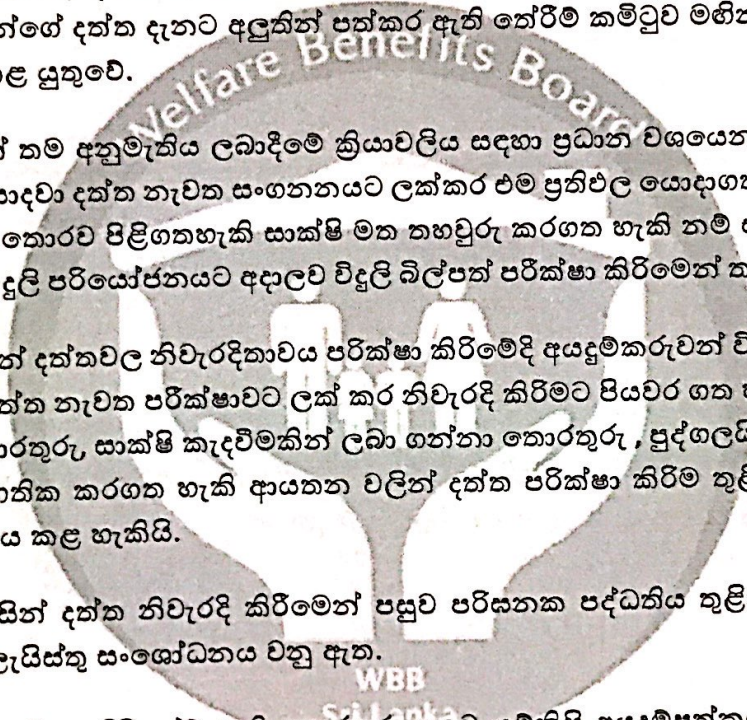 න්ගේ දත්ත දැනට අලුතින් පත්කර ඇති තේරීම් කමිටුව මඟින්
ළ යුතුවේ.
Welfare Benefits Board
් තම අනුමැතිය ලබාදීමේ ක්‍රියාවලිය සඳහා ප්‍රධාන වශයෙන
සාදවා දත්ත නැවත සංගනනයට ලක්කර එම ප්‍රතිඵල යොදාගත
තොරව පිළිගතහැකි සාක්ෂි මත තහවුරු කරගත හැකි නම්
දුලි පරියෝජනයට අදාලව විදුලි බිල්පත් පරීක්ෂා කිරිමෙන් ත
න් දත්තවල නිවැරදිතාවය පරික්ෂා කිරිමේදි අයදුම්කරුවන් වි
ත්ත නැවත පරීක්ෂාවට ලක් කර නිවැරදි කිරිමට පියවර ගත
ොරතුරු, සාක්ෂි කැඳවීමකින් ලබා ගන්නා තොරතුරු , පුද්ගලයි
ාතික කරගත හැකි ආයතන වලින් දත්ත පරික්ෂා කිරිම තුළි
ය කළ හැකියි.
සින් දත්ත නිවැරදි කිරීමෙන් පසුව පරිඝනක පද්ධතිය තුළි
ලැයිස්තු සංශෝධනය වනු ඇත.
WBB
Sri Lanka